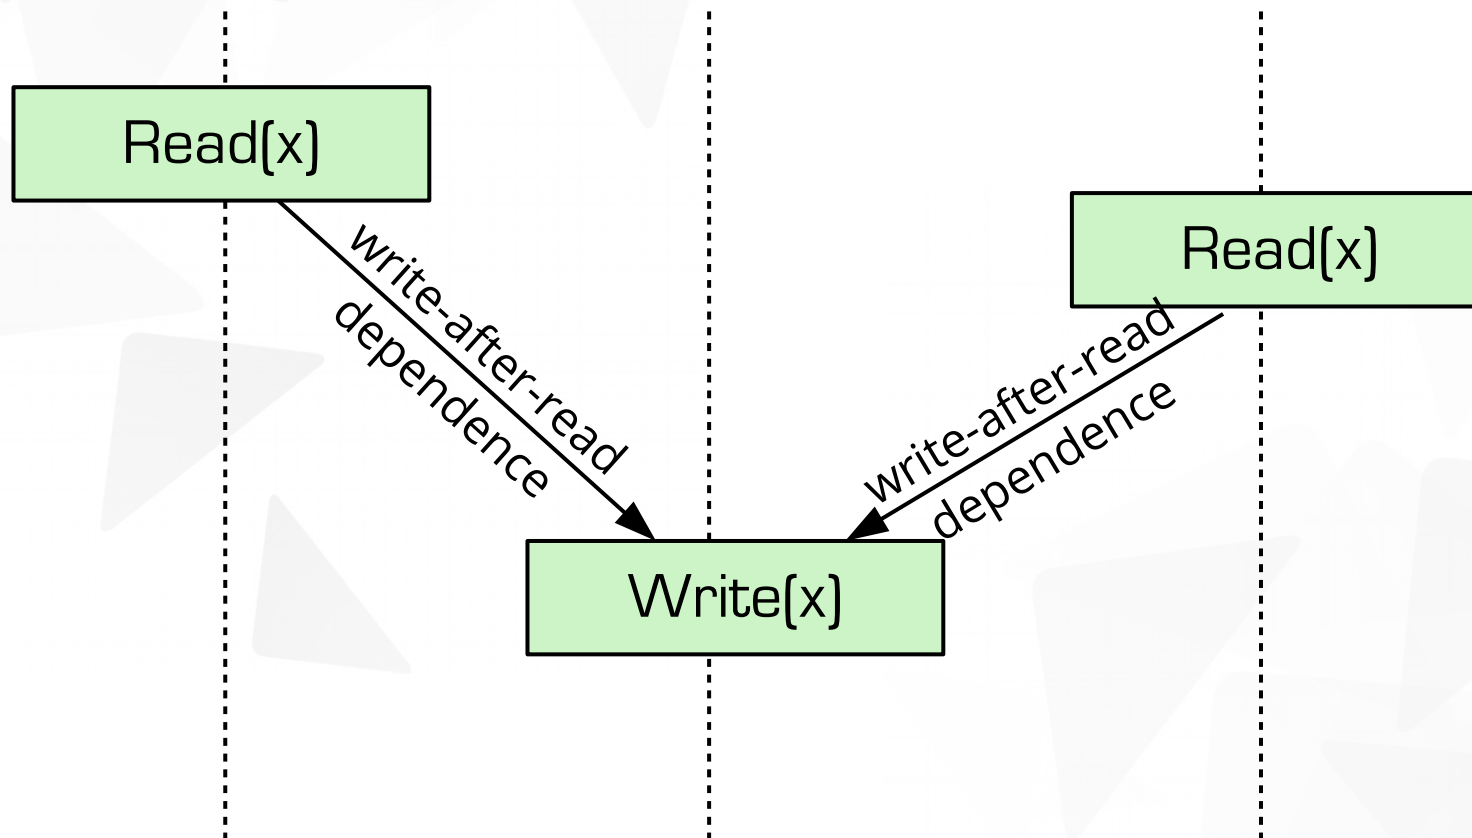 Read(x)
Read(x)
write-after-read
dependence
write-after-read
dependence
Write(x)